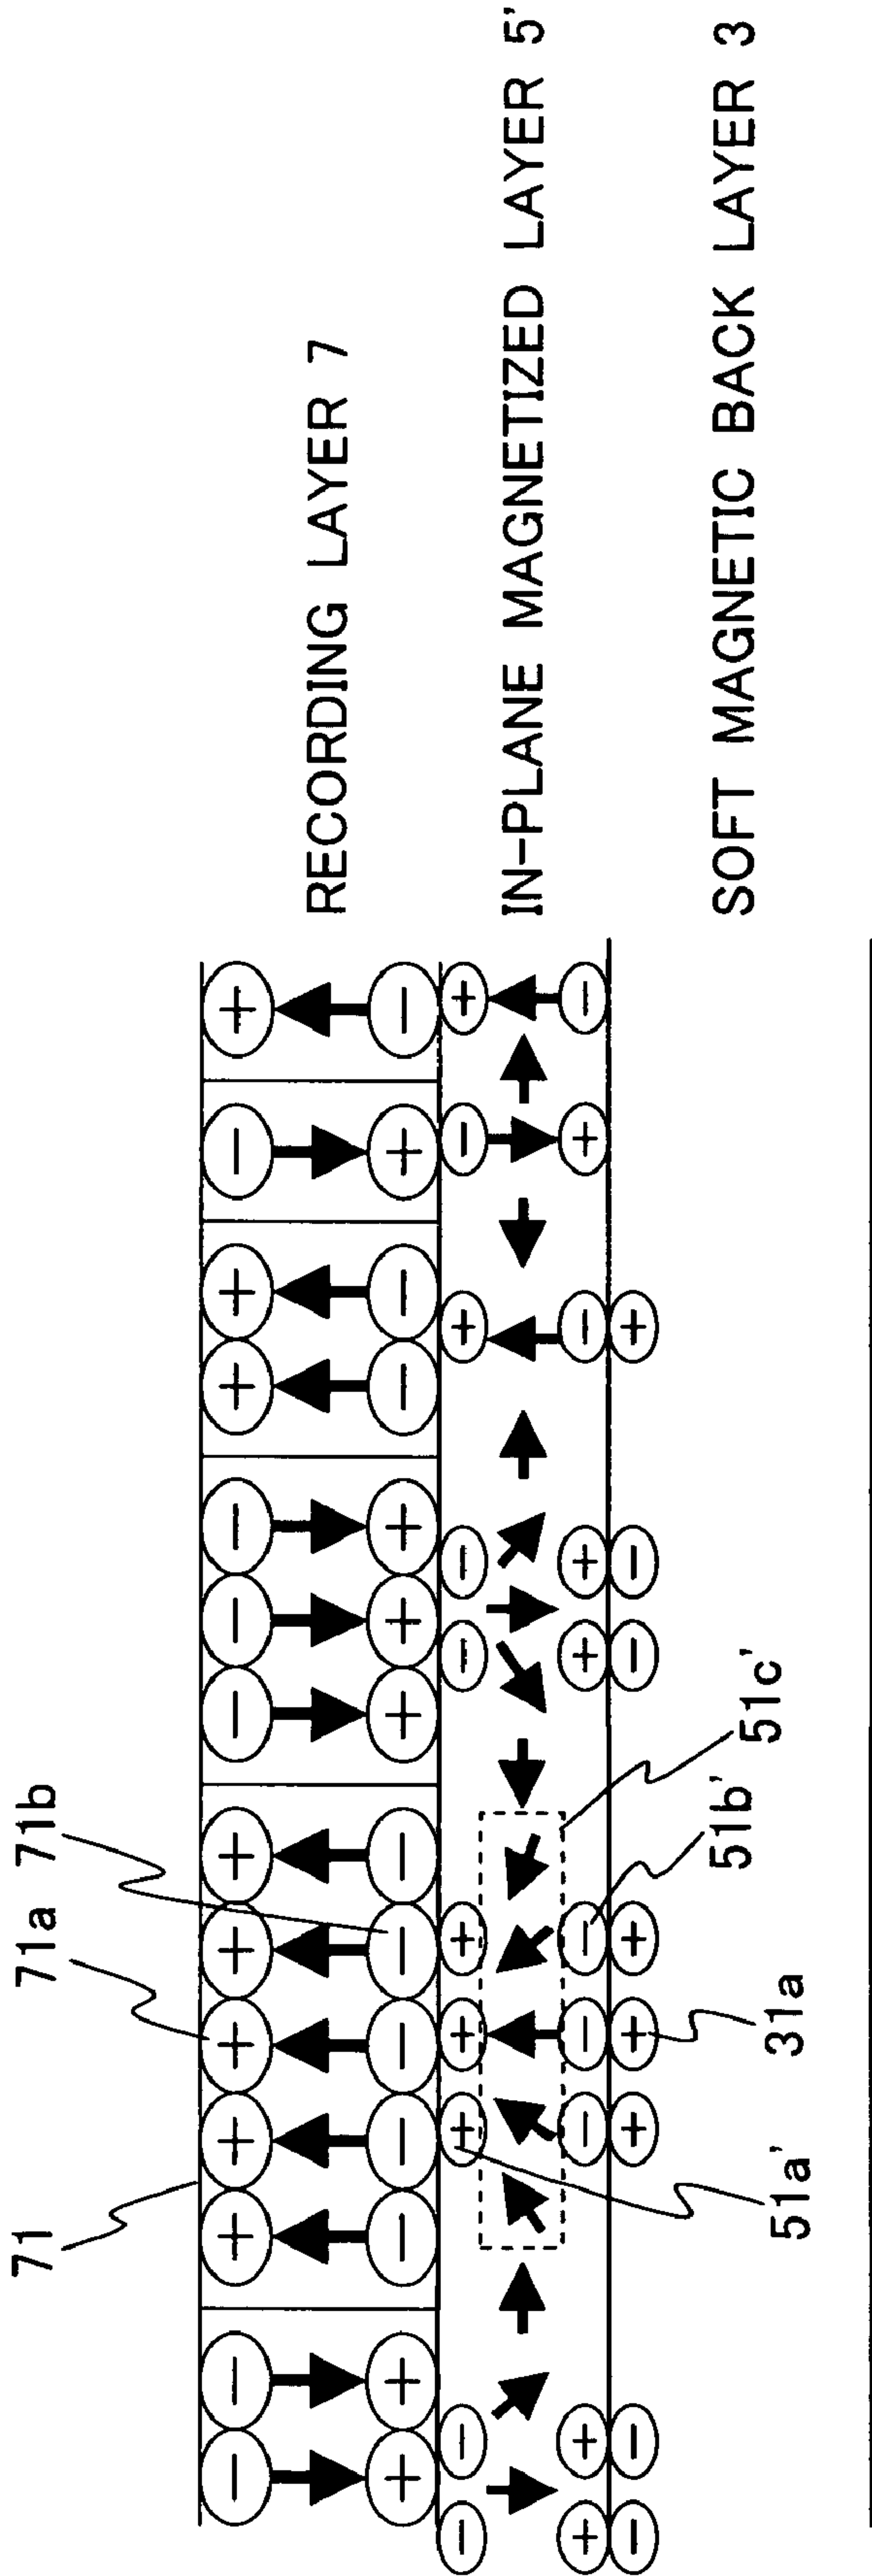 RECORDING LAYER 7
IN-PLANE MAGNETIZED LAYER 5'
SOFT MAGNETIC BACK LAYER 3
71
71a
71b
51a'
31a
51b'
51c'